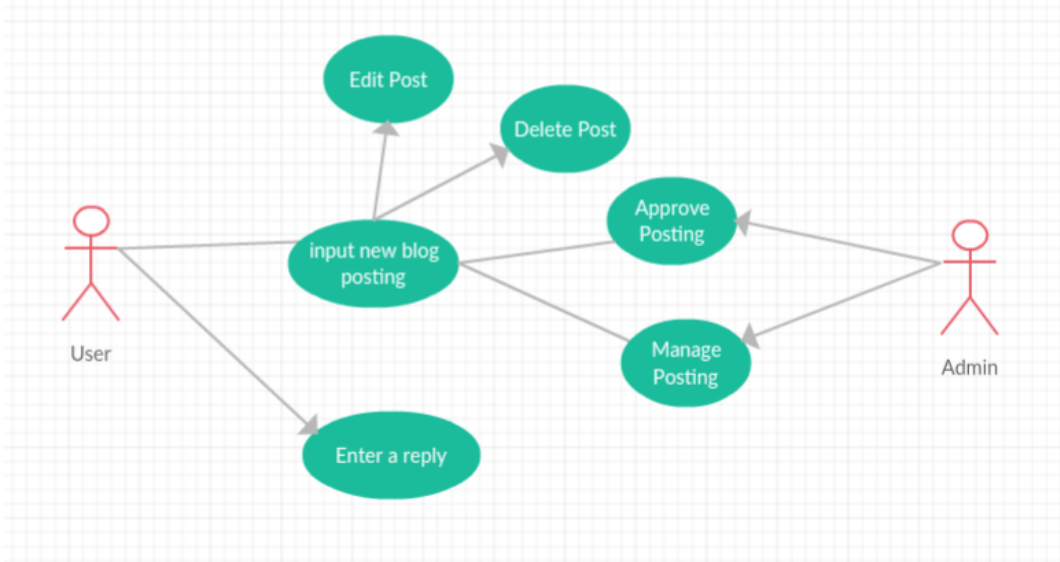 Edit Post
Delete Post
Approve
Posting
input new blog
posting
User
Manage
Posting
Admin
Enter a reply